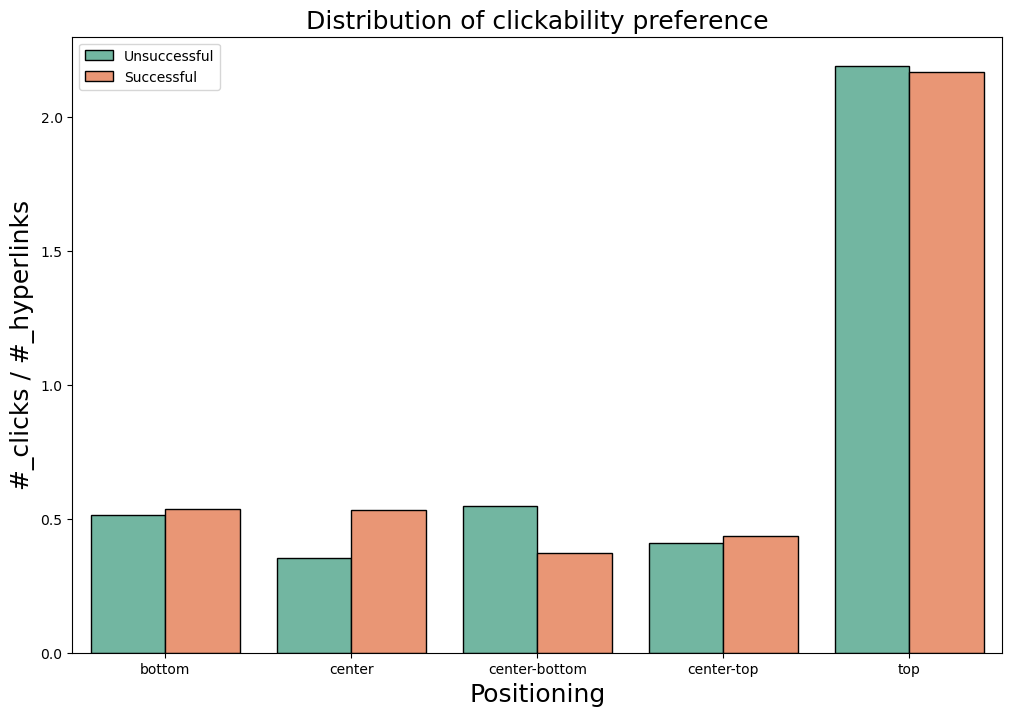 Distribution of clickability preference
Unsuccessful
Successful
#_clicks / #_hyperlinks
2.0
1.5
1.0
0.5
0.0
bottom
center
center-bottom
center-top
top
Positioning